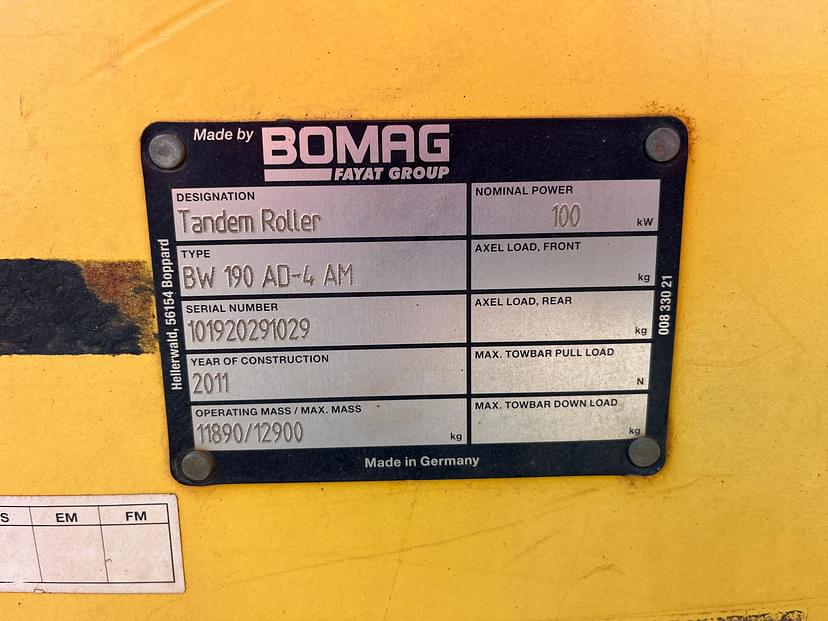 Made by BOMAG
FAYAT GROUP
DESIGNATION
Tandem Roller
NOMINAL POWER
100 kW
TYPE
BW 190 AD-4 AM
AXEL LOAD, FRONT
kg
SERIAL NUMBER
101920291029
AXEL LOAD, REAR
kg
YEAR OF CONSTRUCTION
2011
MAX. TOWBAR PULL LOAD
N
OPERATING MASS / MAX. MASS
11890/12900 kg
MAX. TOWBAR DOWN LOAD
kg
Made in Germany
Hellerwald, 56154 Boppard
008 330 21
S EM FM